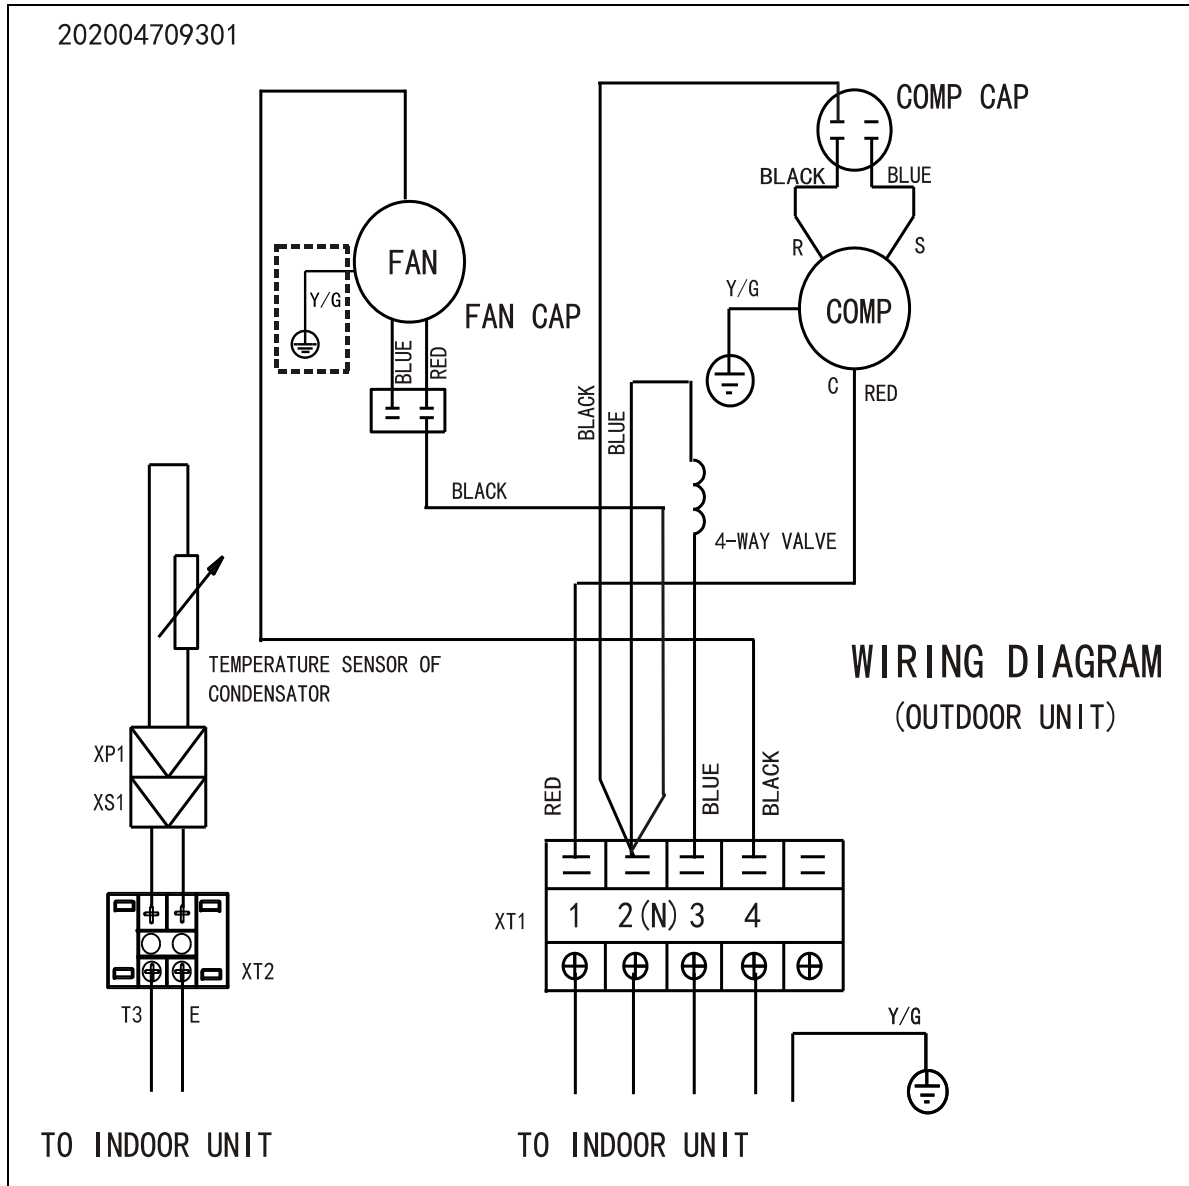 202004709301
COMP CAP
BLACK
BLUE
R
S
FAN
Y/G
FAN CAP
Y/G
COMP
BLUE
RED
C
RED
BLACK
BLUE
BLACK
4-WAY VALVE
TEMPERATURE SENSOR OF
CONDENSATOR
WIRING DIAGRAM
(OUTDOOR UNIT)
XP1
XS1
RED
BLUE
BLACK
XT1
1
2(N)
3
4
XT2
T3
E
Y/G
TO INDOOR UNIT
TO INDOOR UNIT